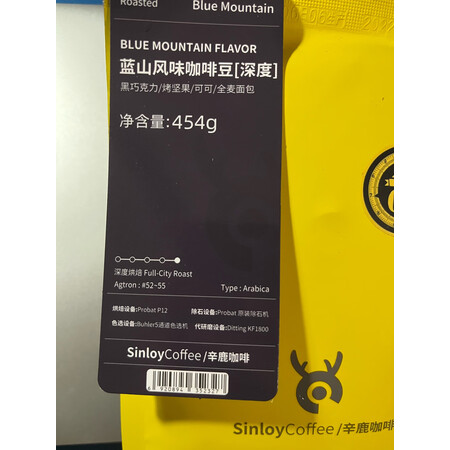 Roasted
Blue Mountain
BLUE MOUNTAIN FLAVOR
蓝山风味咖啡豆[深度]
黑巧克力/烤坚果/可可/全麦面包
净含量:454g
深度烘焙 Full-City Roast
Agtron : #52~55
Type : Arabica
烘焙设备:Probat P12
除石设备:Probat 原装除石机
色选设备:Buhler5通道色选机
代研磨设备:Ditting KF1800
SinloyCoffee/辛鹿咖啡
6 920894 352327
SinloyCoffee/辛鹿咖啡